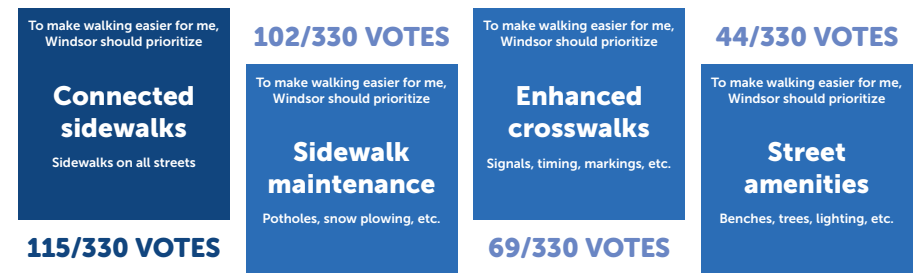 To make walking easier for me,
Windsor should prioritize
Connected
sidewalks
Sidewalks on all streets
115/330 VOTES
102/330 VOTES
To make walking easier for me,
Windsor should prioritize
Sidewalk
maintenance
Potholes, snow plowing, etc.
To make walking easier for me,
Windsor should prioritize
Enhanced
crosswalks
Signals, timing, markings, etc.
69/330 VOTES
44/330 VOTES
To make walking easier for me,
Windsor should prioritize
Street
amenities
Benches, trees, lighting, etc.